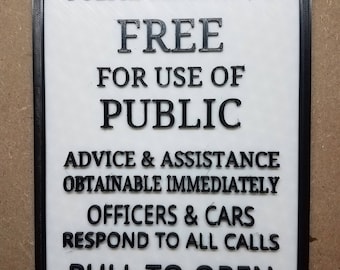 FREE
FOR USE OF
PUBLIC
ADVICE & ASSISTANCE
OBTAINABLE IMMEDIATELY
OFFICERS & CARS
RESPOND TO ALL CALLS
PULL TO OPEN